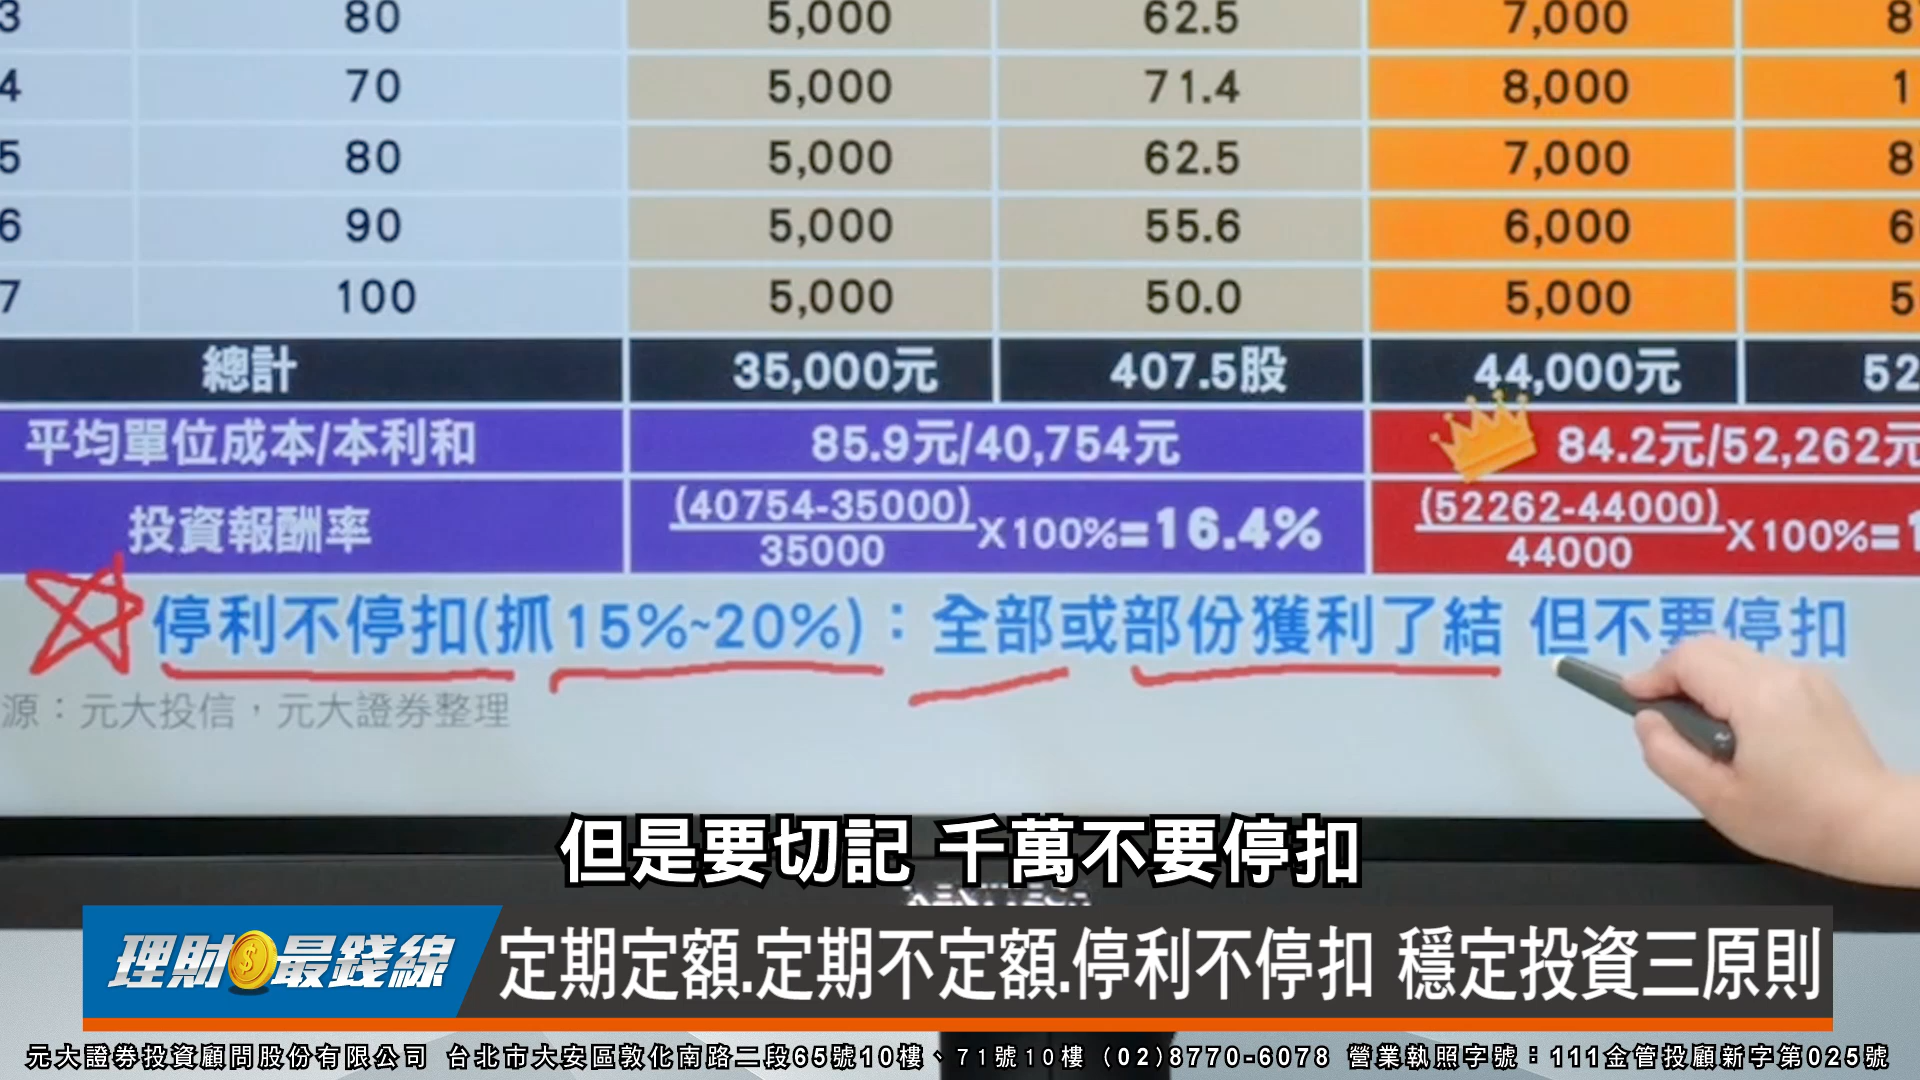 3 80 5,000 62.5 7,000 8
4 70 5,000 71.4 8,000 1
5 80 5,000 62.5 7,000 8
6 90 5,000 55.6 6,000 6
7 100 5,000 50.0 5,000 5
總計 35,000元 407.5股 44,000元 52
平均單位成本/本利和 85.9元/40,754元 84.2元/52,262元
投資報酬率 (40754-35000) / 35000 X100%=16.4% (52262-44000) / 44000 X100%=1
停利不停扣(抓15%~20%)：全部或部份獲利了結 但不要停扣
源：元大投信，元大證券整理
但是要切記 千萬不要停扣
理財最錢線 定期定額.定期不定額.停利不停扣 穩定投資三原則
元大證券投資顧問股份有限公司 台北市大安區敦化南路二段65號10樓、71號10樓 (02)8770-6078 營業執照字號：111金管投顧新字第025號